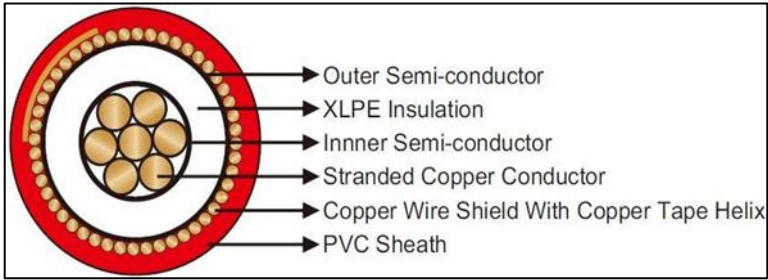 Outer Semi-conductor
XLPE Insulation
Innner Semi-conductor
Stranded Copper Conductor
Copper Wire Shield With Copper Tape Helix
PVC Sheath